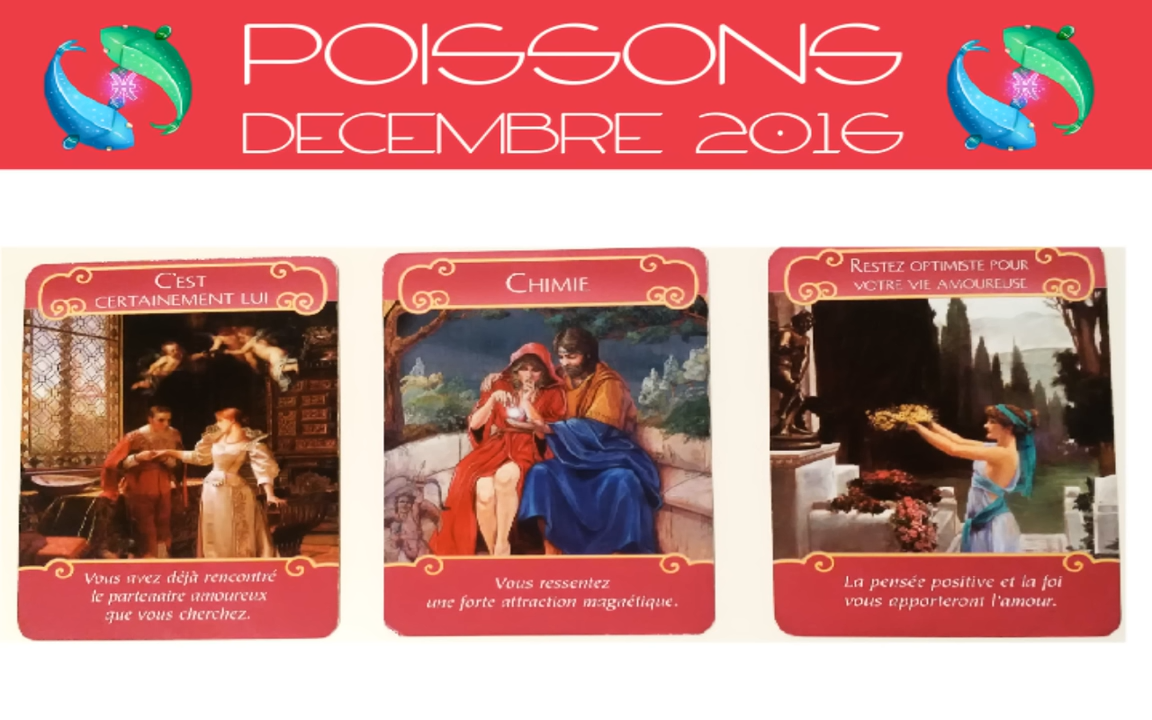 POISSONS
DECEMBRE 2016
C'EST
CERTAINEMENT LUI
Vous avez déjà rencontré
le partenaire amoureux
que vous cherchez.
CHIMIE
Vous ressentez
une forte attraction magnétique.
RESTEZ OPTIMISTE POUR
VOTRE VIE AMOUREUSE
La pensée positive et la foi
vous apporteront l'amour.